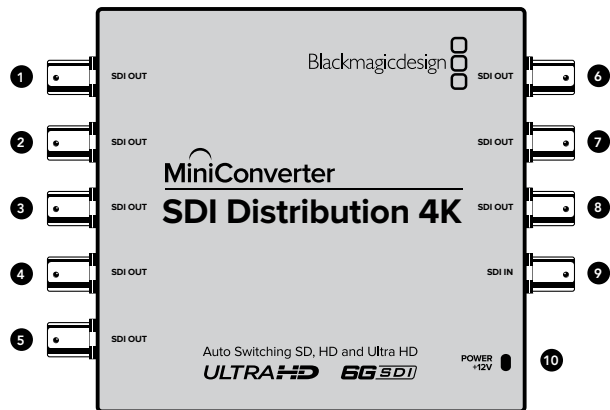 Blackmagicdesign
1 SDI OUT SDI OUT 6
2 SDI OUT SDI OUT 7
MiniConverter
3 SDI OUT SDI Distribution 4K SDI OUT 8
4 SDI OUT SDI IN 9
5 SDI OUT
Auto Switching SD, HD and Ultra HD
POWER +12V 10
ULTRAHD 6G SDI